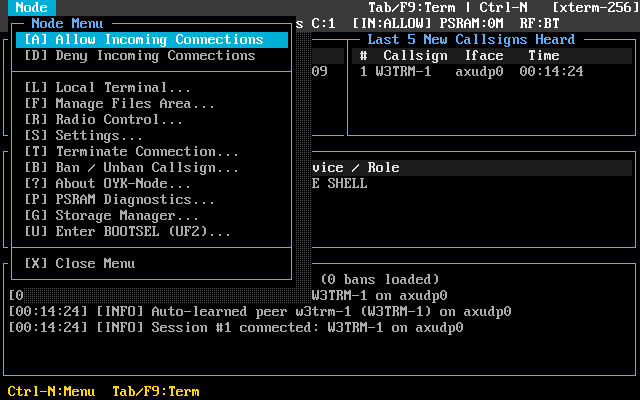 Node Tab/F9:Term | Ctrl-N [xterm-256]
Node Menu s C:1 [IN:ALLOW] PSRAM:0M RF:BT
[A] Allow Incoming Connections Last 5 New Callsigns Heard
[D] Deny Incoming Connections # Callsign Iface Time
09 1 W3TRM-1 axudp0 00:14:24
[L] Local Terminal...
[F] Manage Files Area...
[R] Radio Control...
[S] Settings...
[T] Terminate Connection...
[B] Ban / Unban Callsign... vice / Role
[?] About OYK-Node... E SHELL
[P] PSRAM Diagnostics...
[G] Storage Manager...
[U] Enter BOOTSEL (UF2)...
[X] Close Menu
(0 bans loaded)
[0 W3TRM-1 on axudp0
[00:14:24] [INFO] Auto-learned peer w3trm-1 (W3TRM-1) on axudp0
[00:14:24] [INFO] Session #1 connected: W3TRM-1 on axudp0
Ctrl-N:Menu Tab/F9:Term